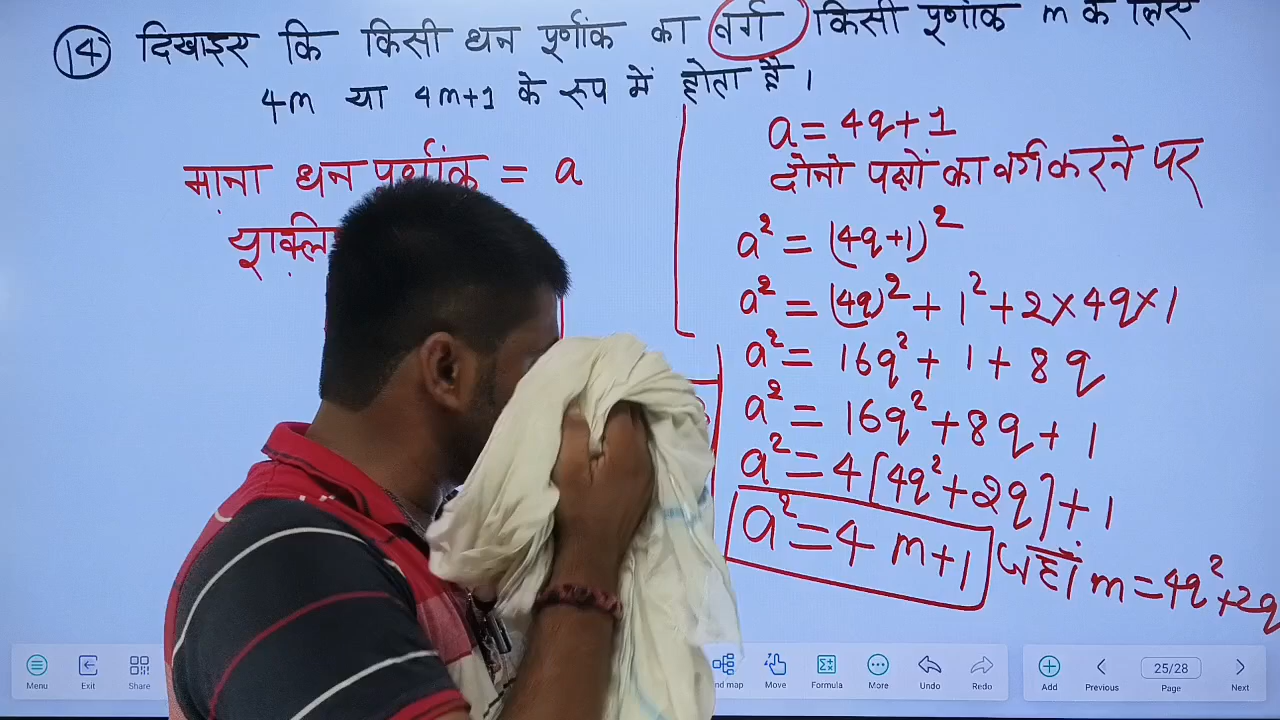 (14) दिखाइए कि किसी धन पूर्णांक का वर्ग किसी पूर्णांक m के लिए
4m या 4m+1 के रूप में होता है।
माना धन पूर्णांक = a
a = 4q+1
दोनो पक्षों का वर्ग करने पर
a² = (4q+1)²
a² = (4q)² + 1² + 2×4q×1
a² = 16q² + 1 + 8q
a² = 16q² + 8q + 1
a² = 4[4q² + 2q] + 1
a² = 4 m+1 जहाँ m = 4q²+2q
Menu Exit Share Move Formula More Undo Redo Add Previous 25/28 Page Next